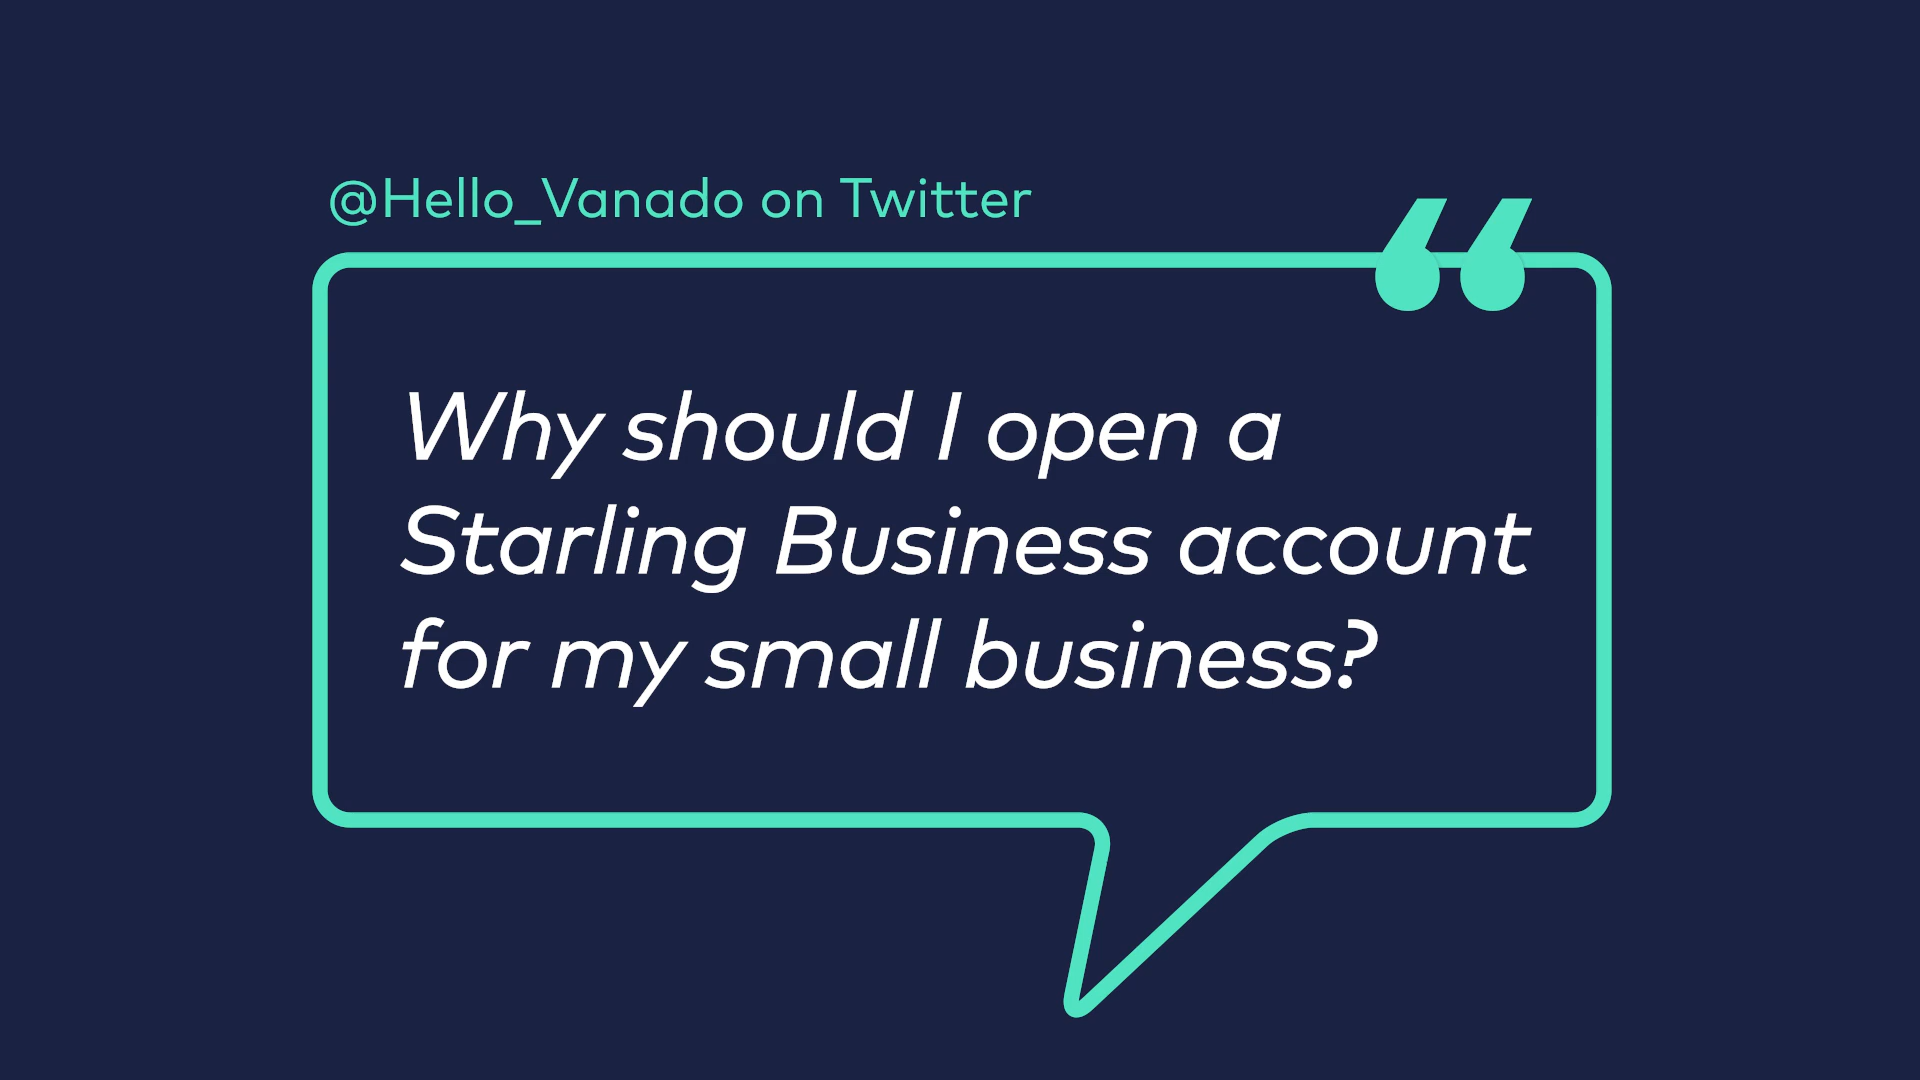 @Hello_Vanado on Twitter
Why should I open a
Starling Business account
for my small business?